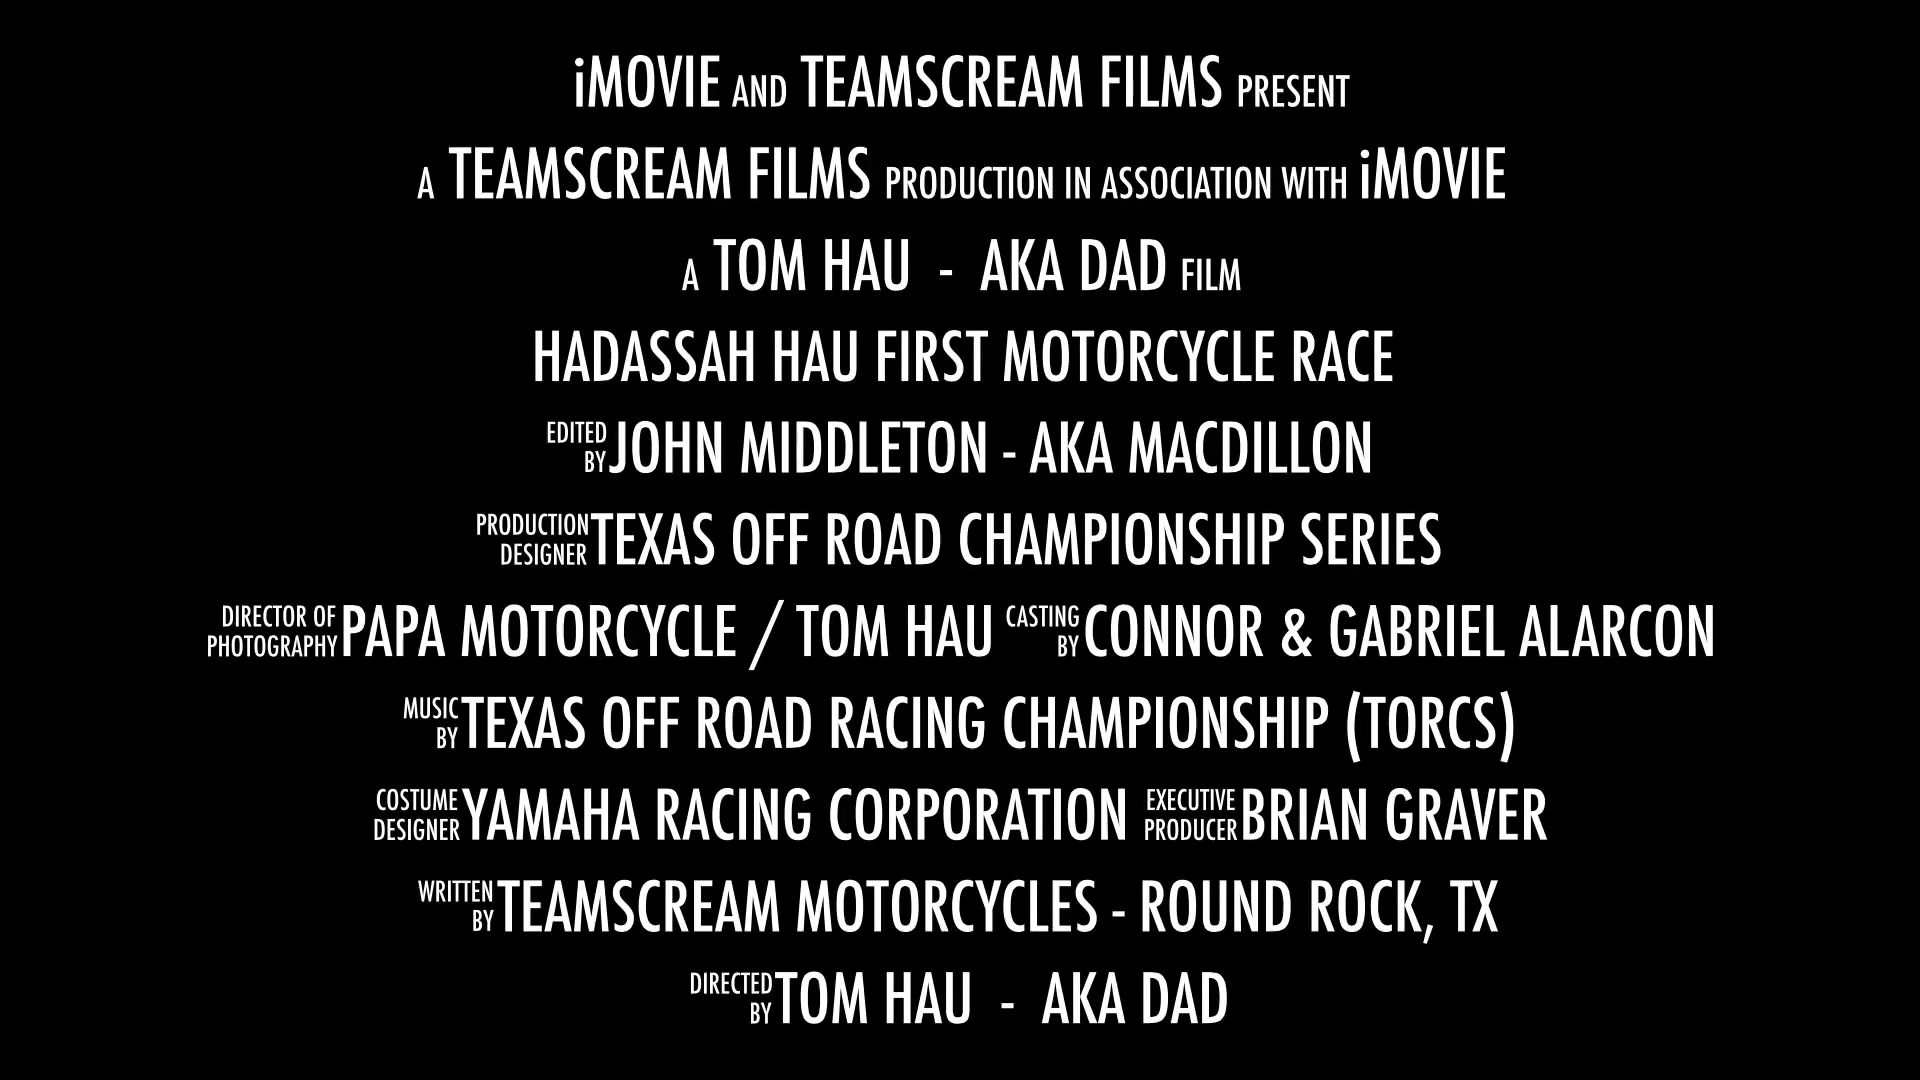 iMOVIE AND TEAMSCREAM FILMS PRESENT
A TEAMSCREAM FILMS PRODUCTION IN ASSOCIATION WITH iMOVIE
A TOM HAU - AKA DAD FILM
HADASSAH HAU FIRST MOTORCYCLE RACE
EDITED BY JOHN MIDDLETON - AKA MACDILLON
PRODUCTION DESIGNER TEXAS OFF ROAD CHAMPIONSHIP SERIES
DIRECTOR OF PHOTOGRAPHY PAPA MOTORCYCLE / TOM HAU CASTING BY CONNOR & GABRIEL ALARCON
MUSIC BY TEXAS OFF ROAD RACING CHAMPIONSHIP (TORCS)
COSTUME DESIGNER YAMAHA RACING CORPORATION EXECUTIVE PRODUCER BRIAN GRAVER
WRITTEN BY TEAMSCREAM MOTORCYCLES - ROUND ROCK, TX
DIRECTED BY TOM HAU - AKA DAD